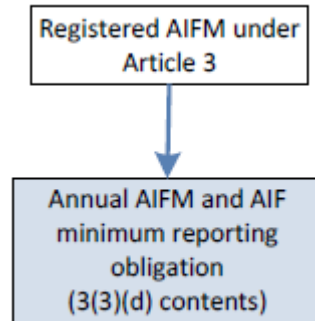 Registered AIFM under
Article 3
Annual AIFM and AIF
minimum reporting
obligation
(3(3)(d) contents)